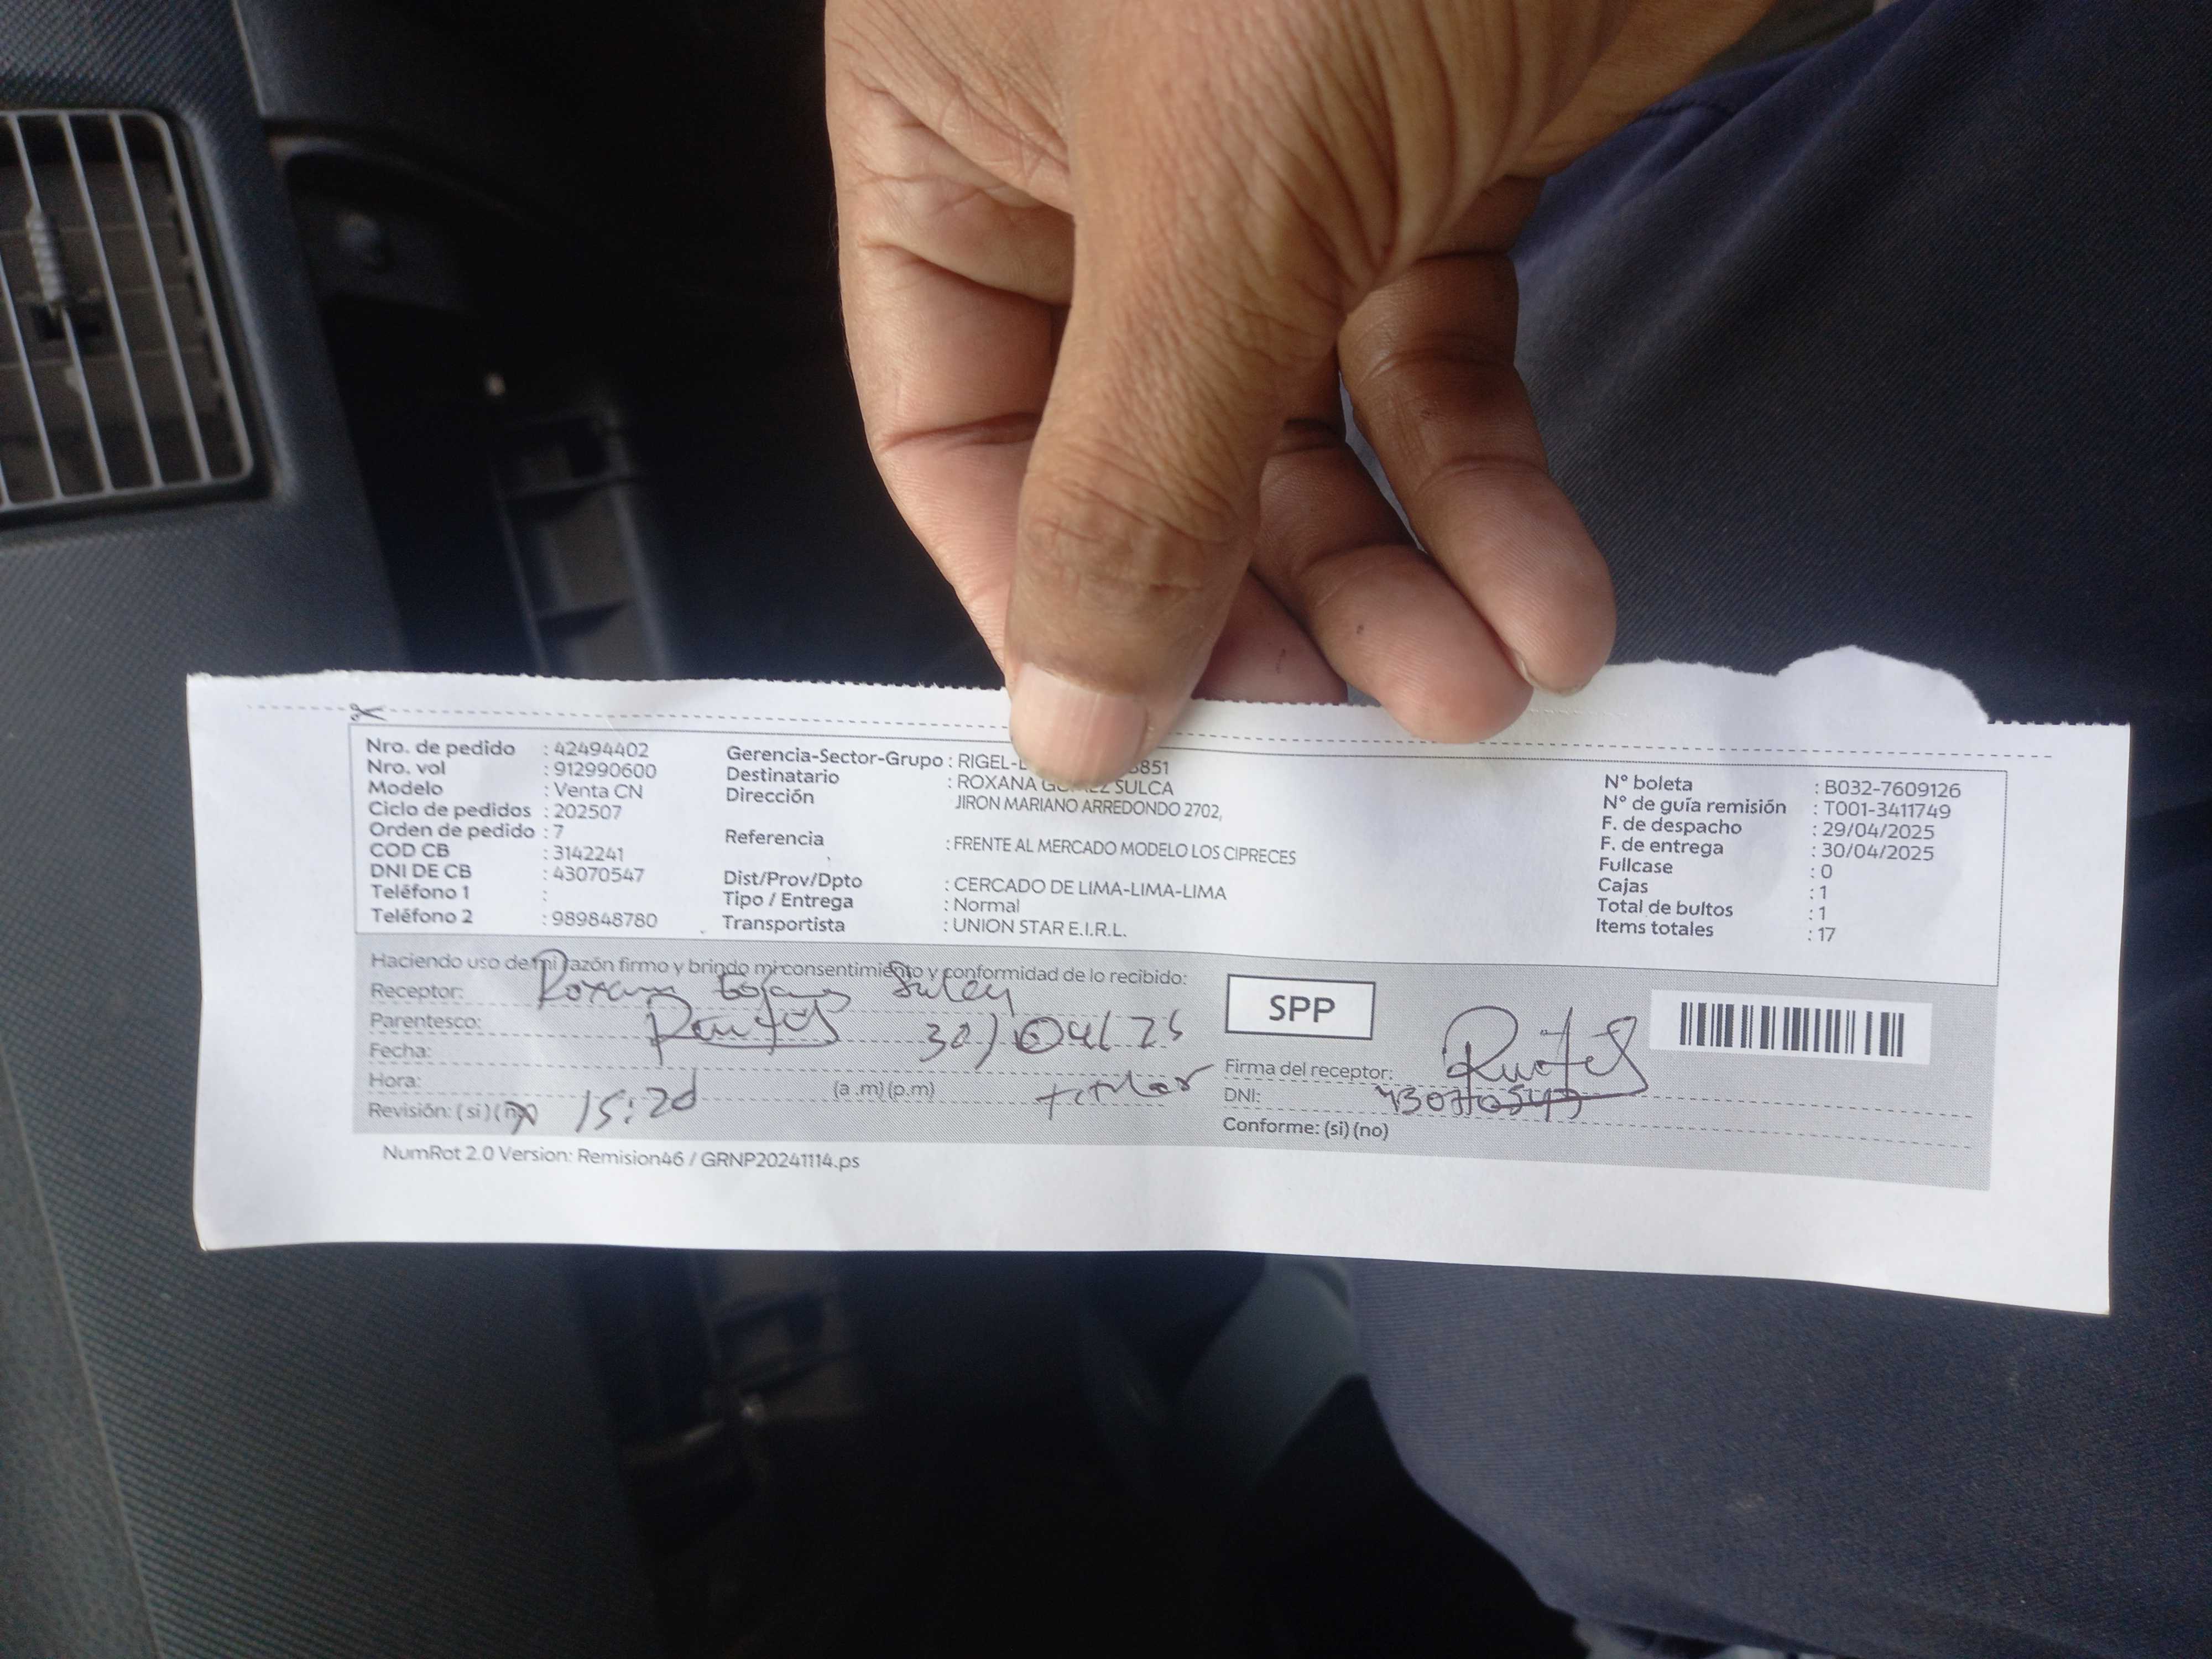 Nro. de pedido : 42494402
Nro. vol : 912990600
Modelo : Venta CN
Ciclo de pedidos : 202507
Orden de pedido : 7
COD CB : 3142241
DNI DE CB : 43070547
Teléfono 1 :
Teléfono 2 : 989848780
Gerencia-Sector-Grupo : RIGEL-
Destinatario : ROXANA SULCA
Dirección JIRON MARIANO ARREDONDO 2702,
Referencia : FRENTE AL MERCADO MODELO LOS CIPRECES
Dist/Prov/Dpto : CERCADO DE LIMA-LIMA-LIMA
Tipo / Entrega : Normal
Transportista : UNION STAR E.I.R.L.
N° boleta : B032-7609126
N° de guía remisión : T001-3411749
F. de despacho : 29/04/2025
F. de entrega : 30/04/2025
Fullcase : 0
Cajas : 1
Total de bultos : 1
Items totales : 17
Haciendo uso de mi razón firmo y brindo mi consentimiento y conformidad de lo recibido:
Receptor: Roxana Sulca
Parentesco:
30/04/25
Fecha:
Hora: (a .m) (p.m) titular
Revisión: (si) (no) 15:20
SPP
Firma del receptor:
DNI: 43070547
Conforme: (si) (no)
NumRot 2.0 Version: Remision46 / GRNP20241114.ps